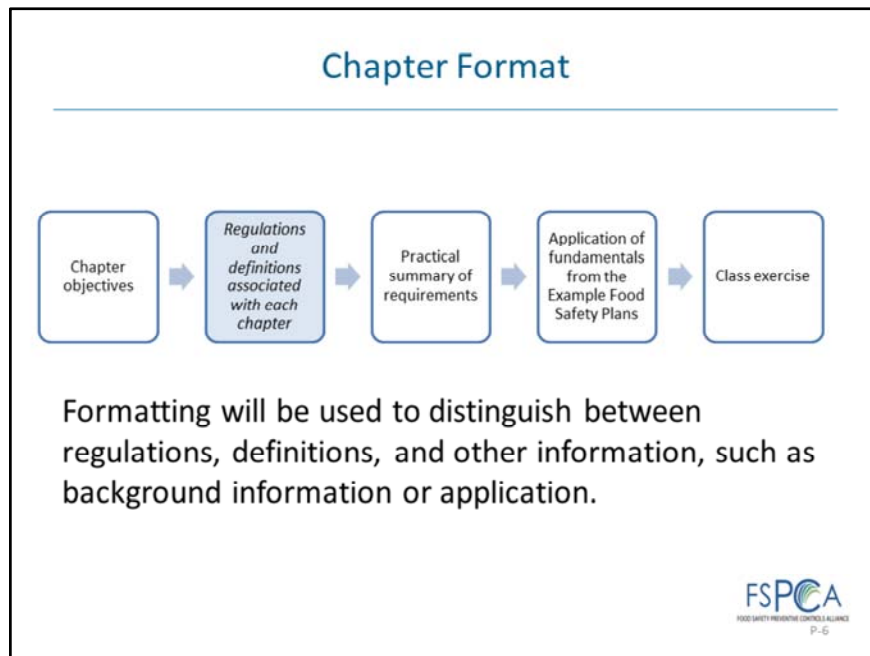 Chapter Format
Chapter
objectives
Regulations
and
definitions
associated
with each
chapter
Practical
summary of
requirements
Application of
fundamentals
from the
Example Food
Safety Plans
Class exercise
Formatting will be used to distinguish between
regulations, definitions, and other information, such as
background information or application.
FSPCA
FOOD SAFETY PREVENTIVE CONTROLS ALLIANCE
P-6